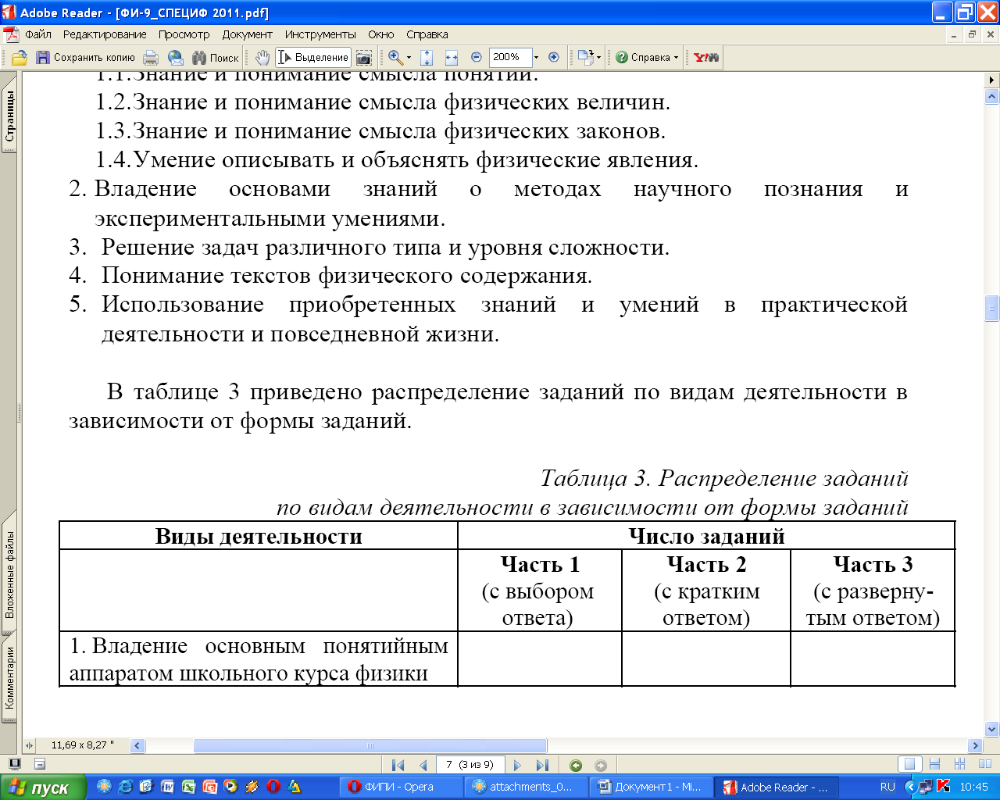 Adobe Reader - [ФИ-9_СПЕЦИФ 2011.pdf]
Файл Редактирование Просмотр Документ Инструменты Окно Справка
Сохранить копию Поиск Выделение 200% Справка Y!
Страницы
Вложенные файлы
Комментарии
1.1.Знание и понимание смысла понятий.
1.2.Знание и понимание смысла физических величин.
1.3.Знание и понимание смысла физических законов.
1.4.Умение описывать и объяснять физические явления.
2. Владение основами знаний о методах научного познания и
экспериментальными умениями.
3. Решение задач различного типа и уровня сложности.
4. Понимание текстов физического содержания.
5. Использование приобретенных знаний и умений в практической
деятельности и повседневной жизни.
В таблице 3 приведено распределение заданий по видам деятельности в
зависимости от формы заданий.
Таблица 3. Распределение заданий
по видам деятельности в зависимости от формы заданий
Виды деятельности Число заданий
Часть 1 Часть 2 Часть 3
(с выбором (с кратким (с разверну-
ответа) ответом) тым ответом)
1. Владение основным понятийным
аппаратом школьного курса физики
11,69 x 8,27 "
7 (3 из 9)
пуск ФИПИ - Opera attachments_0... Документ1 - Mi... Adobe Reader - ... RU 10:45